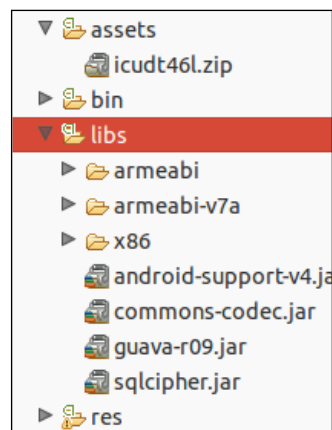 assets
icudt46l.zip
bin
libs
armeabi
armeabi-v7a
x86
android-support-v4.ja
commons-codec.jar
guava-r09.jar
sqlcipher.jar
res